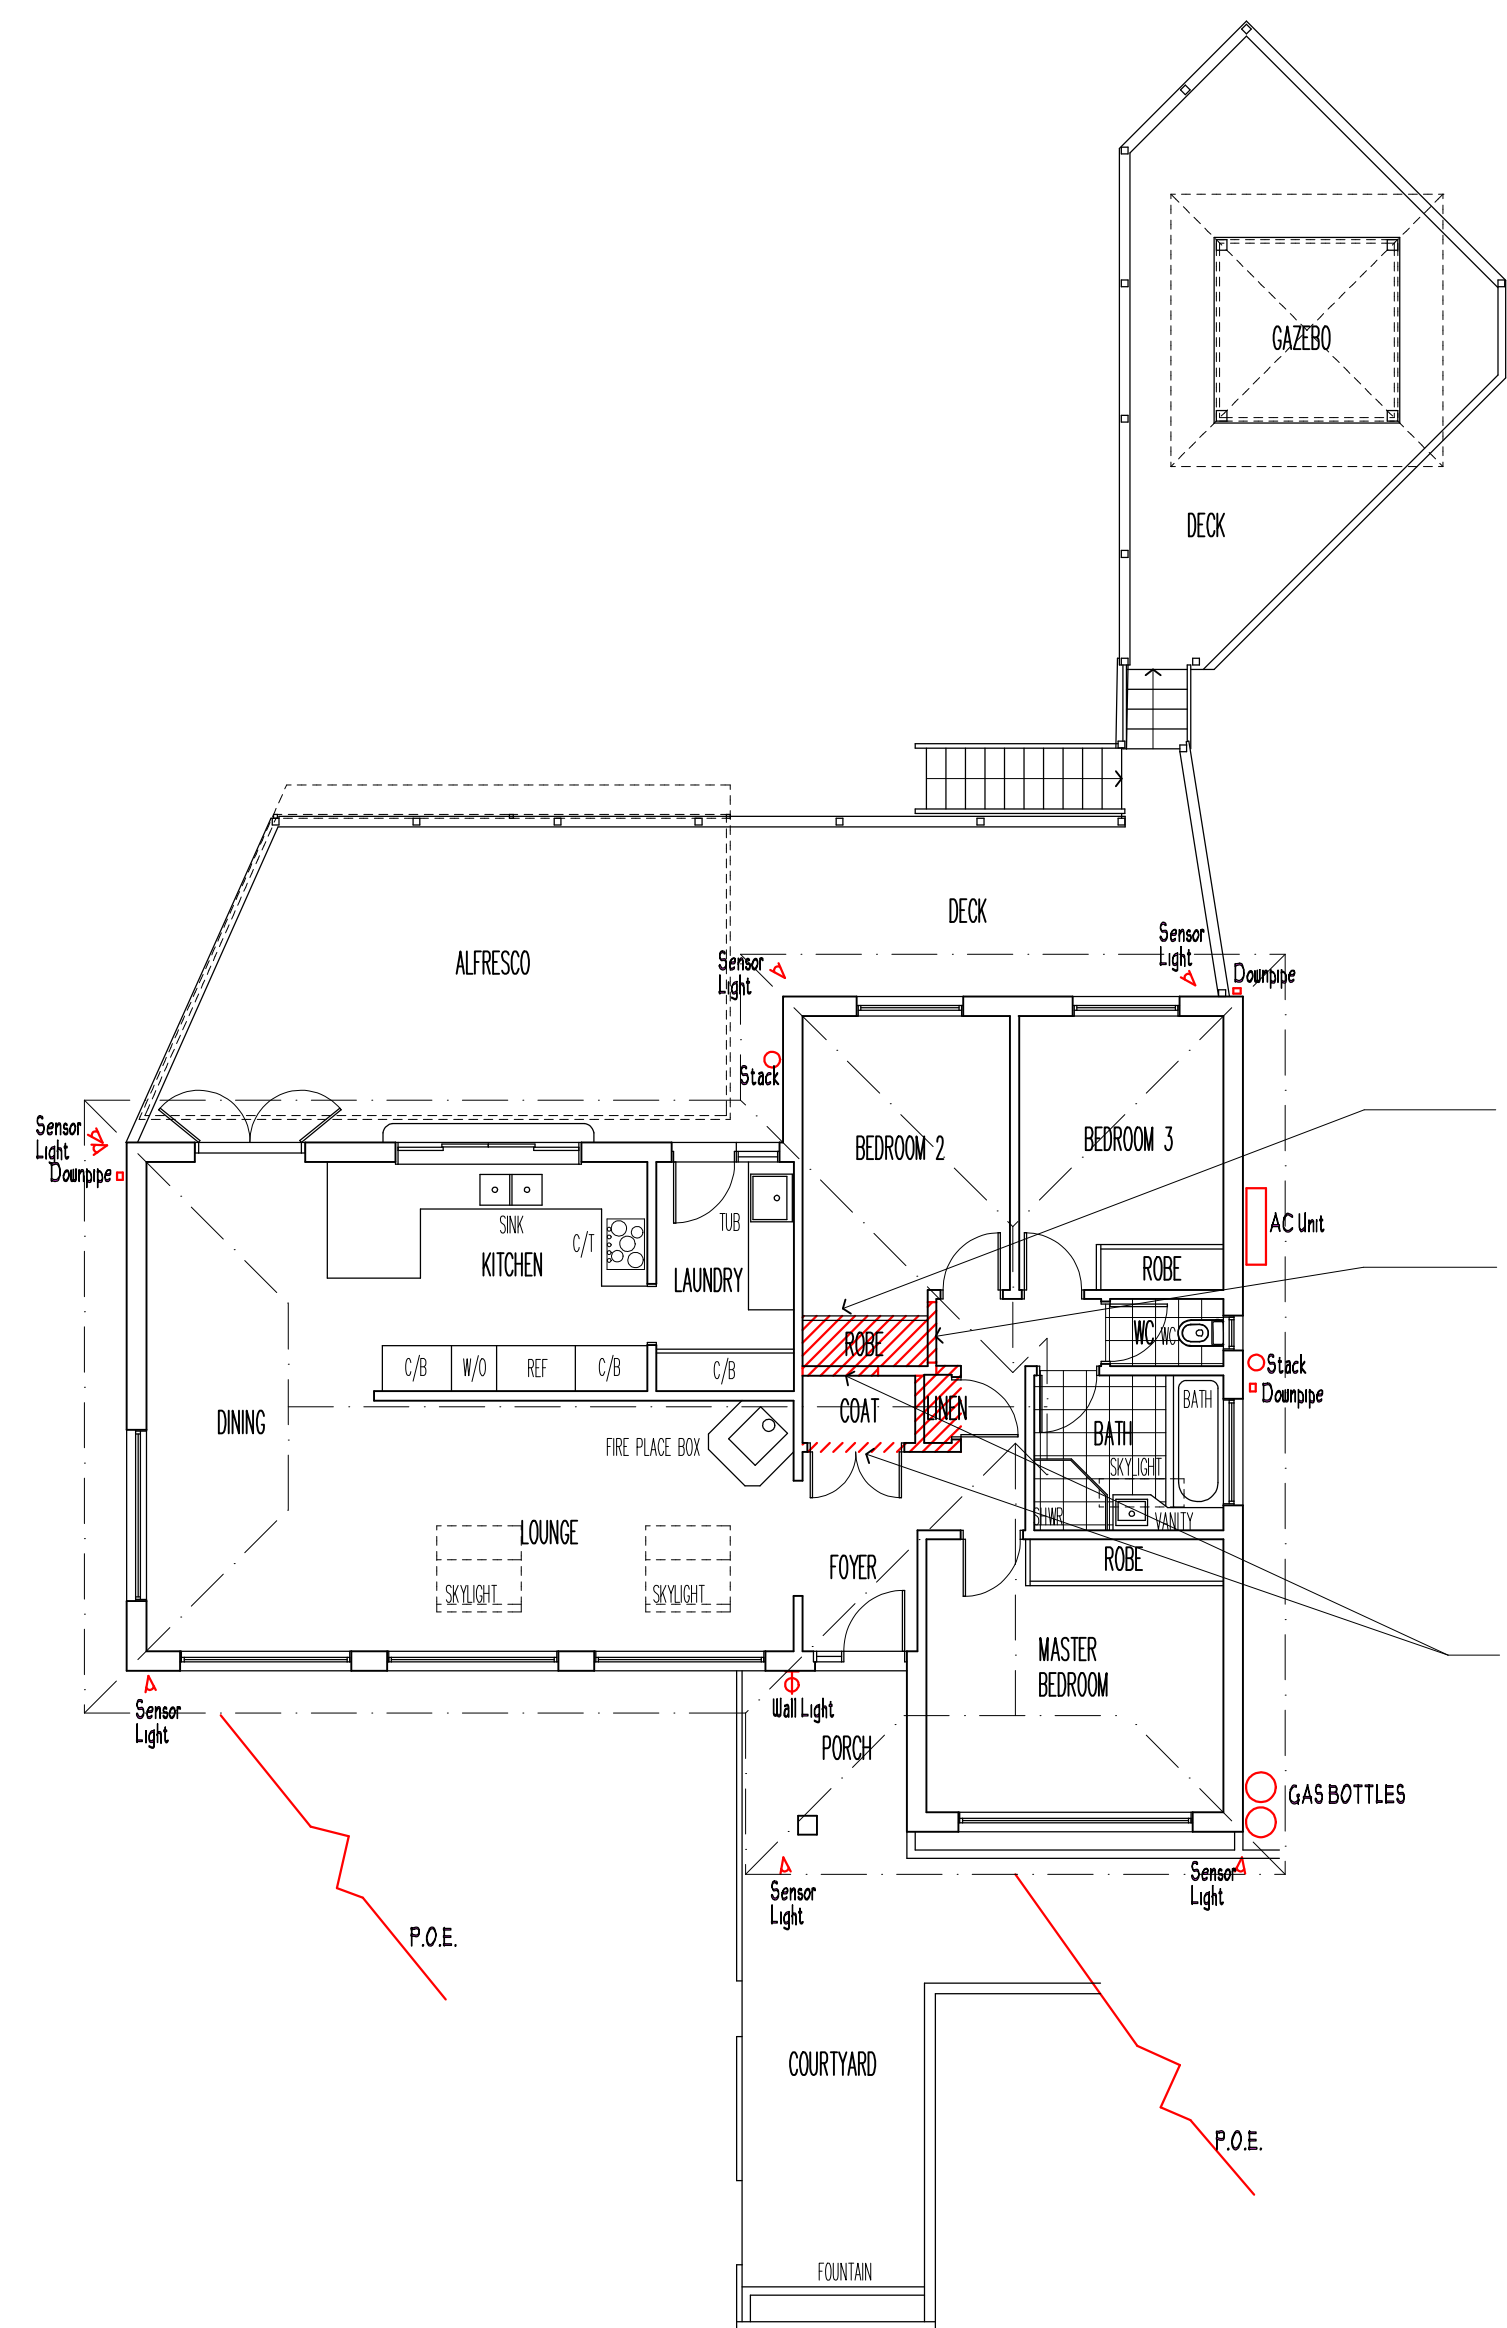 GAZEBO
DECK
DECK
ALFRESCO
Sensor
Light
Sensor
Light
Downpipe
Stack
Sensor
Light
Downpipe
BEDROOM 2
BEDROOM 3
SINK
C/T
KITCHEN
TUB
LAUNDRY
AC Unit
ROBE
ROBE
WC
WC
C/B
W/O
REF
C/B
C/B
Stack
Downpipe
DINING
COAT
LINEN
BATH
BATH
FIRE PLACE BOX
SKYLIGHT
SHWR
VANITY
LOUNGE
FOYER
ROBE
SKYLIGHT
SKYLIGHT
MASTER
BEDROOM
Sensor
Light
Wall Light
PORCH
GAS BOTTLES
Sensor
Light
Sensor
Light
P.O.E.
COURTYARD
P.O.E.
FOUNTAIN